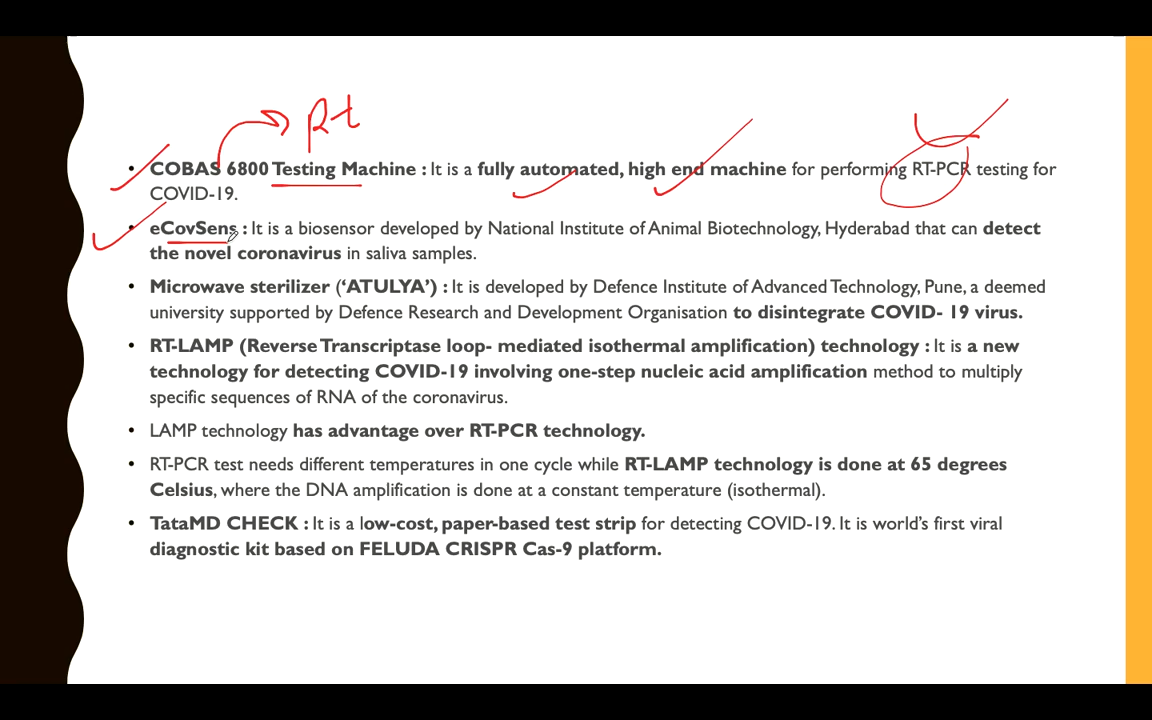 Rt
• COBAS 6800 Testing Machine : It is a fully automated, high end machine for performing RT-PCR testing for
COVID-19.
• eCovSens : It is a biosensor developed by National Institute of Animal Biotechnology, Hyderabad that can detect
the novel coronavirus in saliva samples.
• Microwave sterilizer (‘ATULYA’) : It is developed by Defence Institute of Advanced Technology, Pune, a deemed
university supported by Defence Research and Development Organisation to disintegrate COVID- 19 virus.
• RT-LAMP (Reverse Transcriptase loop- mediated isothermal amplification) technology : It is a new
technology for detecting COVID-19 involving one-step nucleic acid amplification method to multiply
specific sequences of RNA of the coronavirus.
• LAMP technology has advantage over RT-PCR technology.
• RT-PCR test needs different temperatures in one cycle while RT-LAMP technology is done at 65 degrees
Celsius, where the DNA amplification is done at a constant temperature (isothermal).
• TataMD CHECK : It is a low-cost, paper-based test strip for detecting COVID-19. It is world’s first viral
diagnostic kit based on FELUDA CRISPR Cas-9 platform.